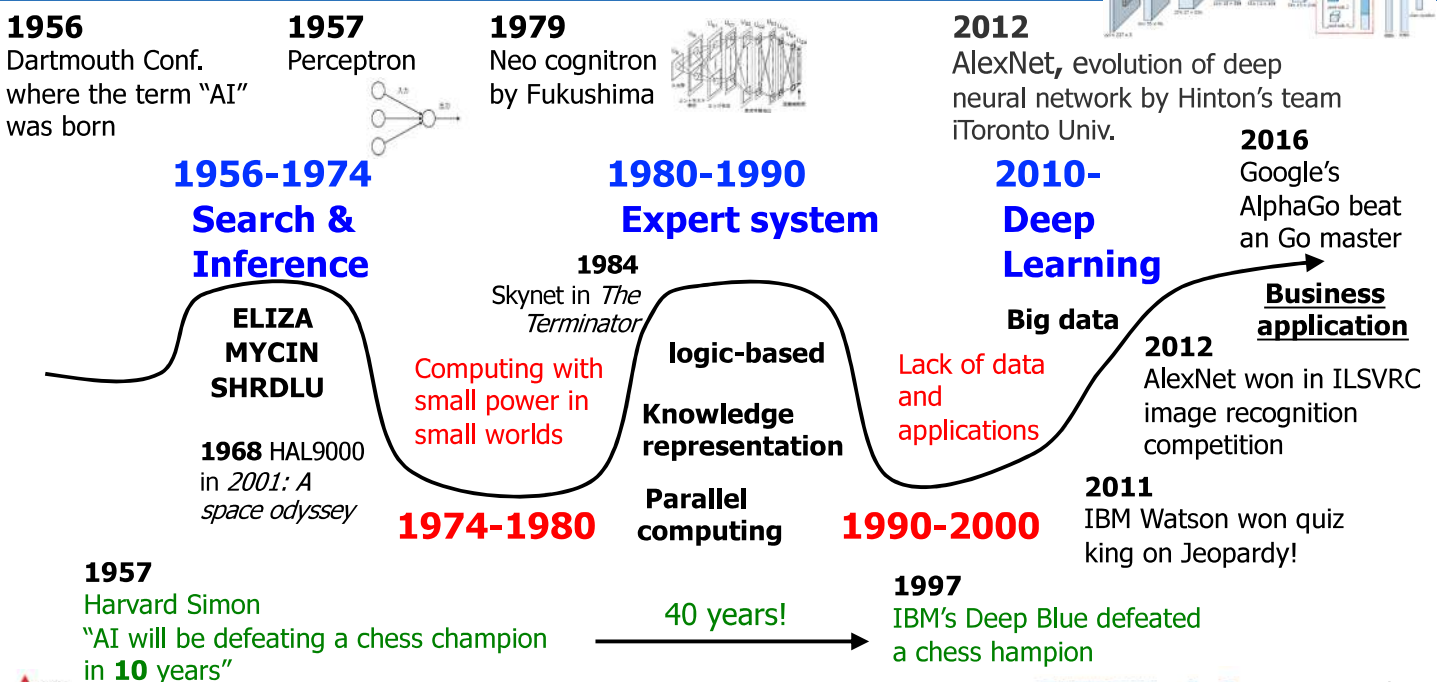 1956
Dartmouth Conf.
where the term “AI”
was born
1957
Perceptron
入力
出力
1979
Neo cognitron
by Fukushima
2012
AlexNet, evolution of deep
neural network by Hinton’s team
iToronto Univ.
2016
Google’s
AlphaGo beat
an Go master
1956-1974
Search &
Inference
1980-1990
Expert system
2010-
Deep
Learning
1984
Skynet in The
Terminator
ELIZA
MYCIN
SHRDLU
Computing with
small power in
small worlds
logic-based
Knowledge
representation
Parallel
computing
Lack of data
and
applications
Big data
Business
application
2012
AlexNet won in ILSVRC
image recognition
competition
1968 HAL9000
in 2001: A
space odyssey
1974-1980
1990-2000
2011
IBM Watson won quiz
king on Jeopardy!
1957
Harvard Simon
“AI will be defeating a chess champion
in 10 years”
40 years!
1997
IBM’s Deep Blue defeated
a chess hampion